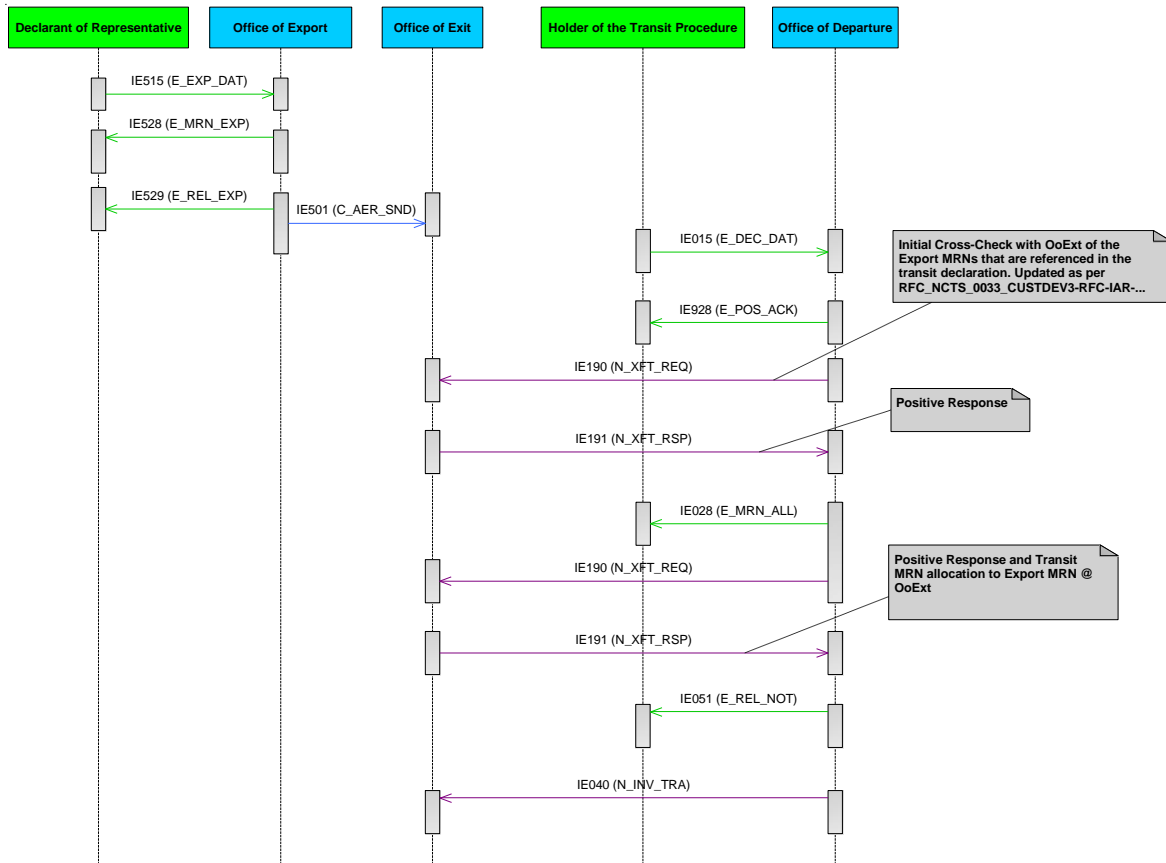 Declarant of Representative
Office of Export
Office of Exit
Holder of the Transit Procedure
Office of Departure
IE515 (E_EXP_DAT)
IE528 (E_MRN_EXP)
IE529 (E_REL_EXP)
IE501 (C_AER_SND)
IE015 (E_DEC_DAT)
Initial Cross-Check with OoExt of the
Export MRNs that are referenced in the
transit declaration. Updated as per
RFC_NCTS_0033_CUSTDEV3-RFC-IAR-...
IE928 (E_POS_ACK)
IE190 (N_XFT_REQ)
Positive Response
IE191 (N_XFT_RSP)
IE028 (E_MRN_ALL)
Positive Response and Transit
MRN allocation to Export MRN @
OoExt
IE190 (N_XFT_REQ)
IE191 (N_XFT_RSP)
IE051 (E_REL_NOT)
IE040 (N_INV_TRA)